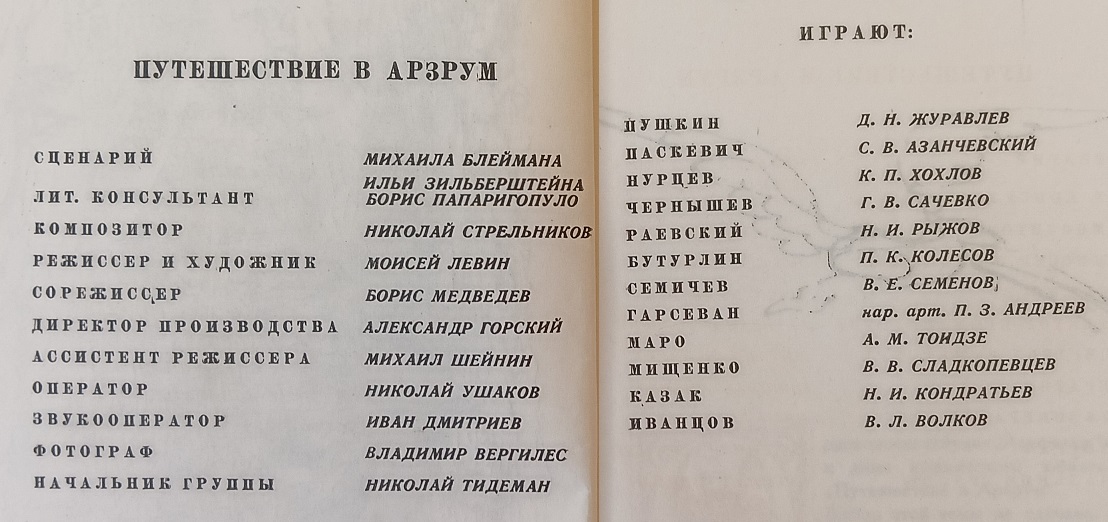 ПУТЕШЕСТВИЕ В АРЗРУМ
СЦЕНАРИЙ МИХАИЛА БЛЕЙМАНА
ИЛЬИ ЗИЛЬБЕРШТЕЙНА
ЛИТ. КОНСУЛЬТАНТ БОРИС ПАПАРИГОПУЛО
КОМПОЗИТОР НИКОЛАЙ СТРЕЛЬНИКОВ
РЕЖИССЕР И ХУДОЖНИК МОИСЕЙ ЛЕВИН
СОРЕЖИССЕР БОРИС МЕДВЕДЕВ
ДИРЕКТОР ПРОИЗВОДСТВА АЛЕКСАНДР ГОРСКИЙ
АССИСТЕНТ РЕЖИССЕРА МИХАИЛ ШЕЙНИН
ОПЕРАТОР НИКОЛАЙ УШАКОВ
ЗВУКООПЕРАТОР ИВАН ДМИТРИЕВ
ФОТОГРАФ ВЛАДИМИР ВЕРГИЛЕС
НАЧАЛЬНИК ГРУППЫ НИКОЛАЙ ТИДЕМАН
ИГРАЮТ:
ПУШКИН Д. Н. ЖУРАВЛЕВ
ПАСКЕВИЧ С. В. АЗАНЧЕВСКИЙ
НУРЦЕВ К. П. ХОХЛОВ
ЧЕРНЫШЕВ Г. В. САЧЕВКО
РАЕВСКИЙ Н. И. РЫЖОВ
БУТУРЛИН П. К. КОЛЕСОВ
СЕМИЧЕВ В. Е. СЕМЕНОВ
ГАРСЕВАН нар. арт. П. З. АНДРЕЕВ
МАРО А. М. ТОИДЗЕ
МИЩЕНКО В. В. СЛАДКОПЕВЦЕВ
КАЗАК Н. И. КОНДРАТЬЕВ
ИВАНЦОВ В. Л. ВОЛКОВ